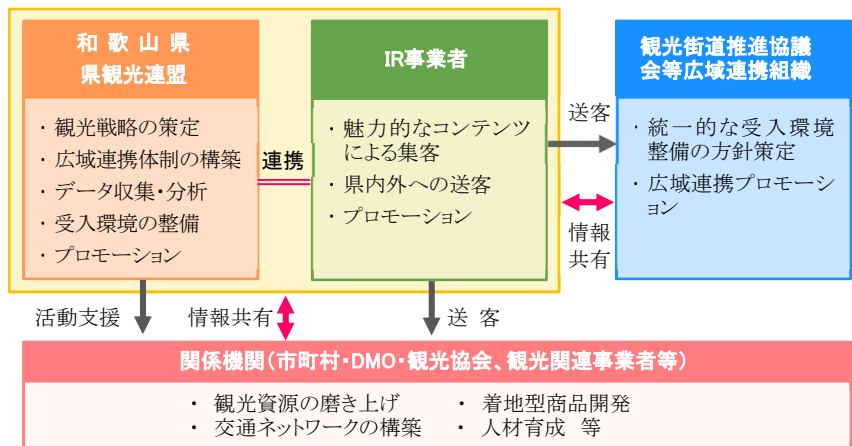 和歌山県
県観光連盟
・観光戦略の策定
・広域連携体制の構築
・データ収集・分析
・受入環境の整備
・プロモーション
連携
IR事業者
・魅力的なコンテンツ
による集客
・県内外への送客
・プロモーション
送客
情報
共有
観光街道推進協議
会等広域連携組織
・統一的な受入環境
整備の方針策定
・広域連携プロモーシ
ョン
活動支援
情報共有
送 客
関係機関(市町村・DMO・観光協会、観光関連事業者等)
・ 観光資源の磨き上げ
・ 交通ネットワークの構築
・ 着地型商品開発
・ 人材育成 等